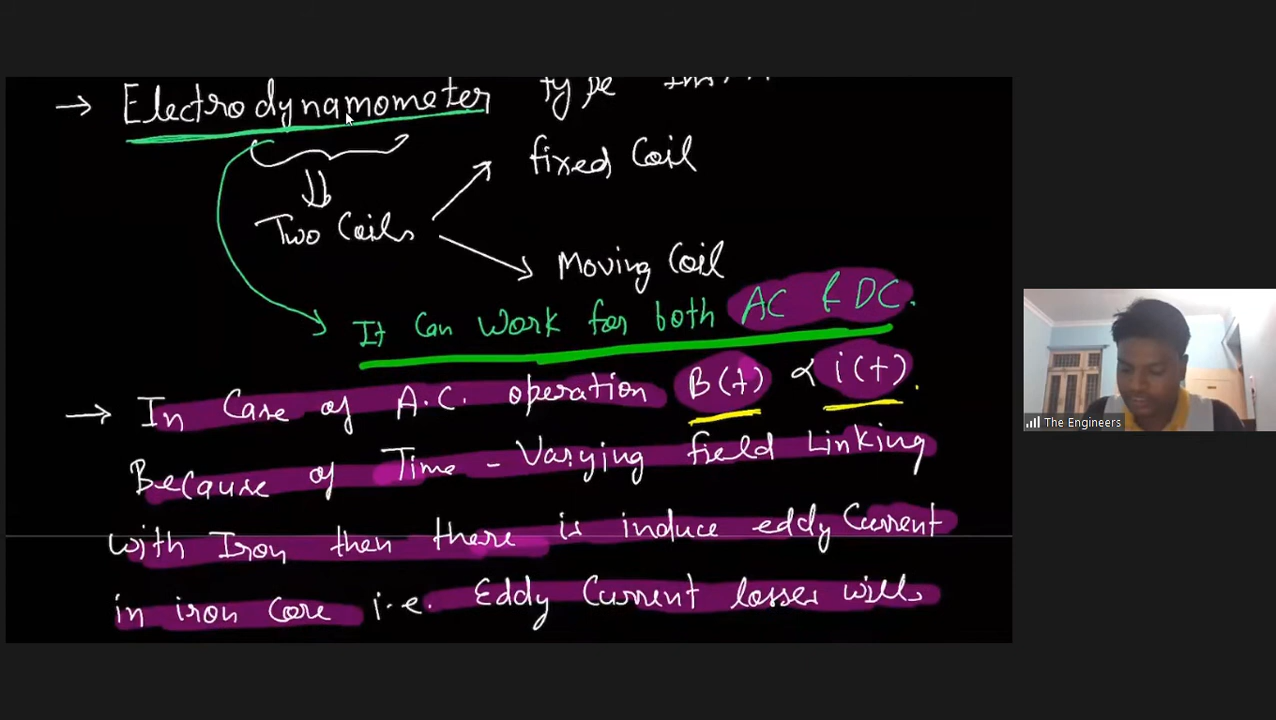 → Electrodynamometer type
fixed Coil
Two Coils
Moving Coil
It Can work for both AC & DC.
→ In Case of A.C. operation B(t) ∝ i(t).
Because of Time - Varying field Linking
with Iron then there is induce eddy Current
in iron Core i.e. Eddy Current losses will
The Engineers